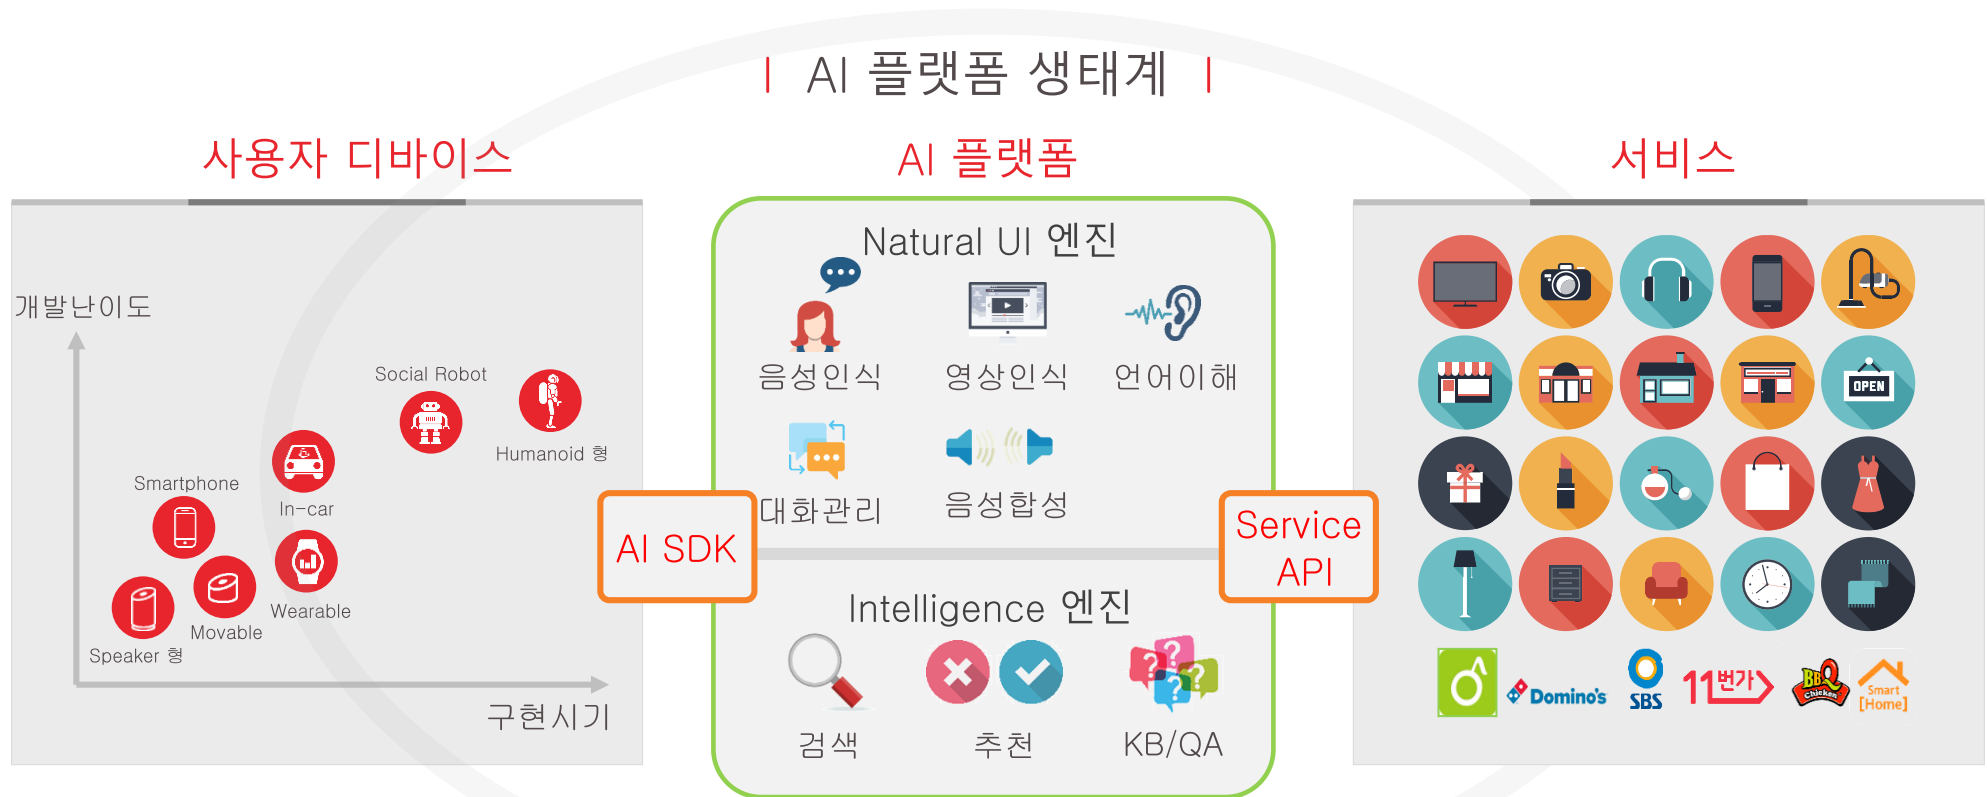 AI 플랫폼 생태계
사용자 디바이스
개발난이도
Social Robot
Humanoid 형
In-car
Smartphone
Wearable
Movable
Speaker 형
구현시기
AI SDK
AI 플랫폼
Natural UI 엔진
음성인식
영상인식
언어이해
대화관리
음성합성
Intelligence 엔진
검색
추천
KB/QA
Service
API
서비스
OPEN
Domino's
SBS
11번가
BBQ
Chicken
Smart
[Home]